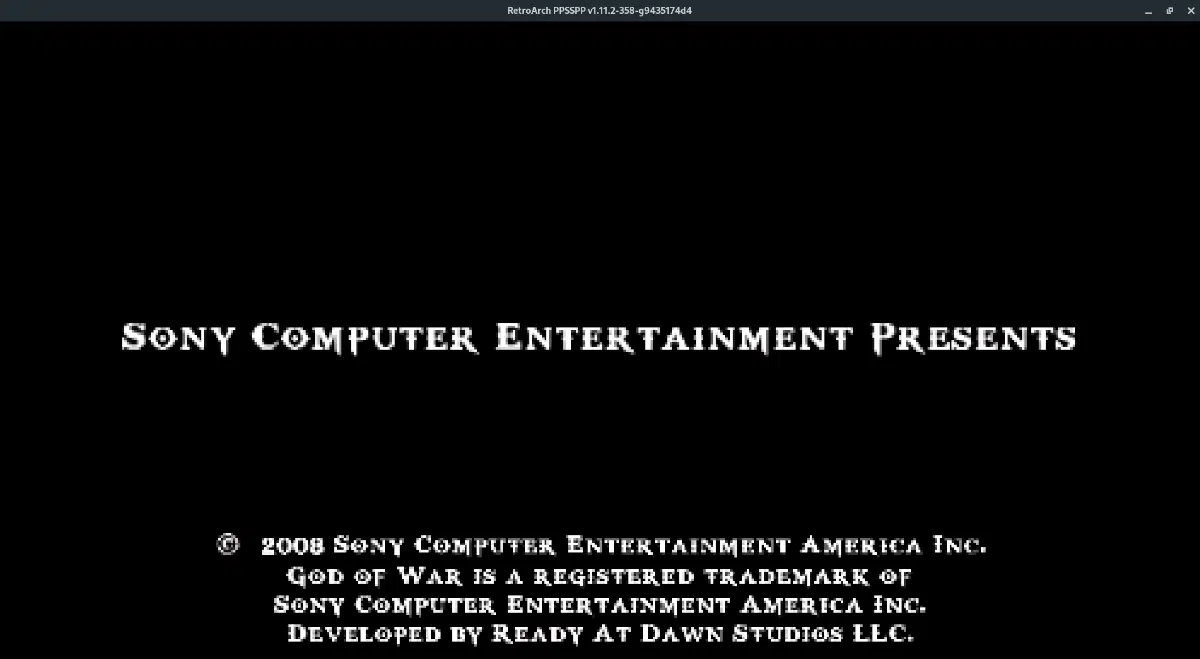 RetroArch PPSSPP v1.11.2-358-g9435174d4
Sony Computer Entertainment Presents
© 2008 Sony Computer Entertainment America Inc.
God of War is a registered trademark of
Sony Computer Entertainment America Inc.
Developed by Ready At Dawn Studios LLC.